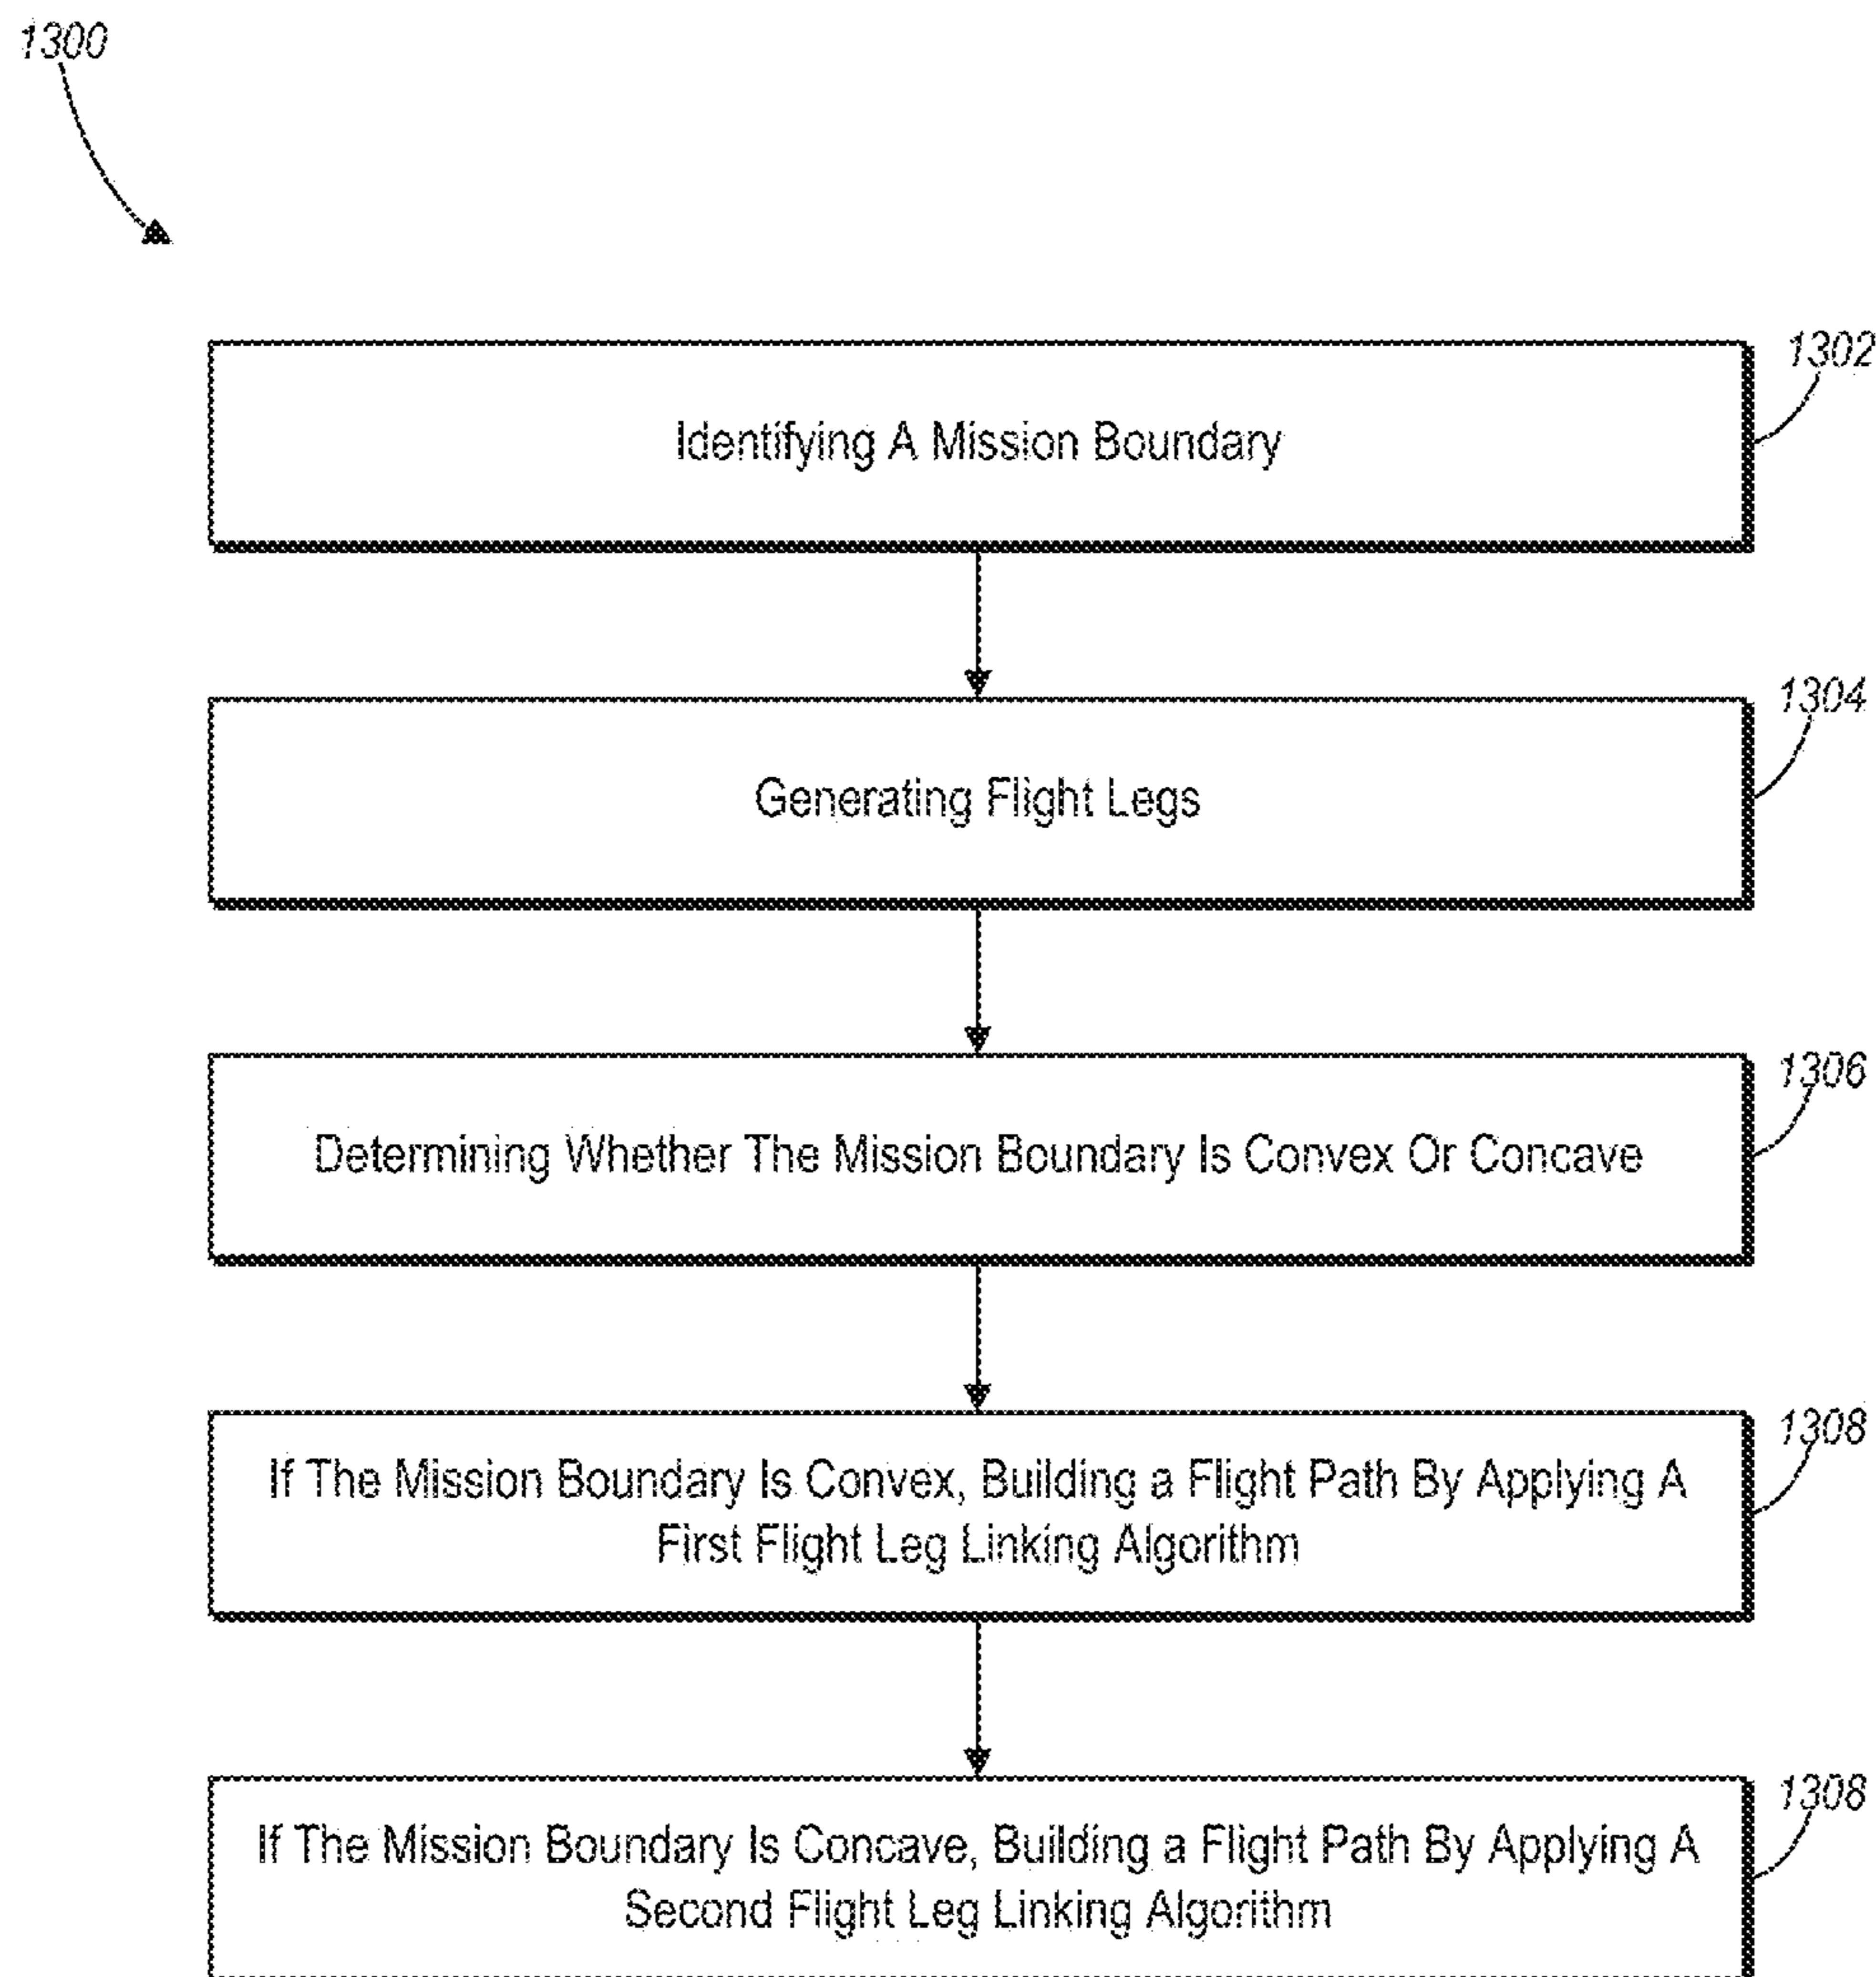 1300
1302
Identifying A Mission Boundary
1304
Generating Flight Legs
1306
Determining Whether The Mission Boundary Is Convex Or Concave
1308
If The Mission Boundary Is Convex, Building a Flight Path By Applying A
First Flight Leg Linking Algorithm
1308
If The Mission Boundary Is Concave, Building a Flight Path By Applying A
Second Flight Leg Linking Algorithm